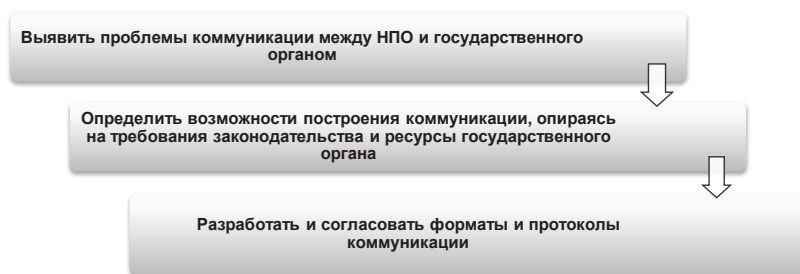 Выявить проблемы коммуникации между НПО и государственного
органом
Определить возможности построения коммуникации, опираясь
на требования законодательства и ресурсы государственного
органа
Разработать и согласовать форматы и протоколы
коммуникации